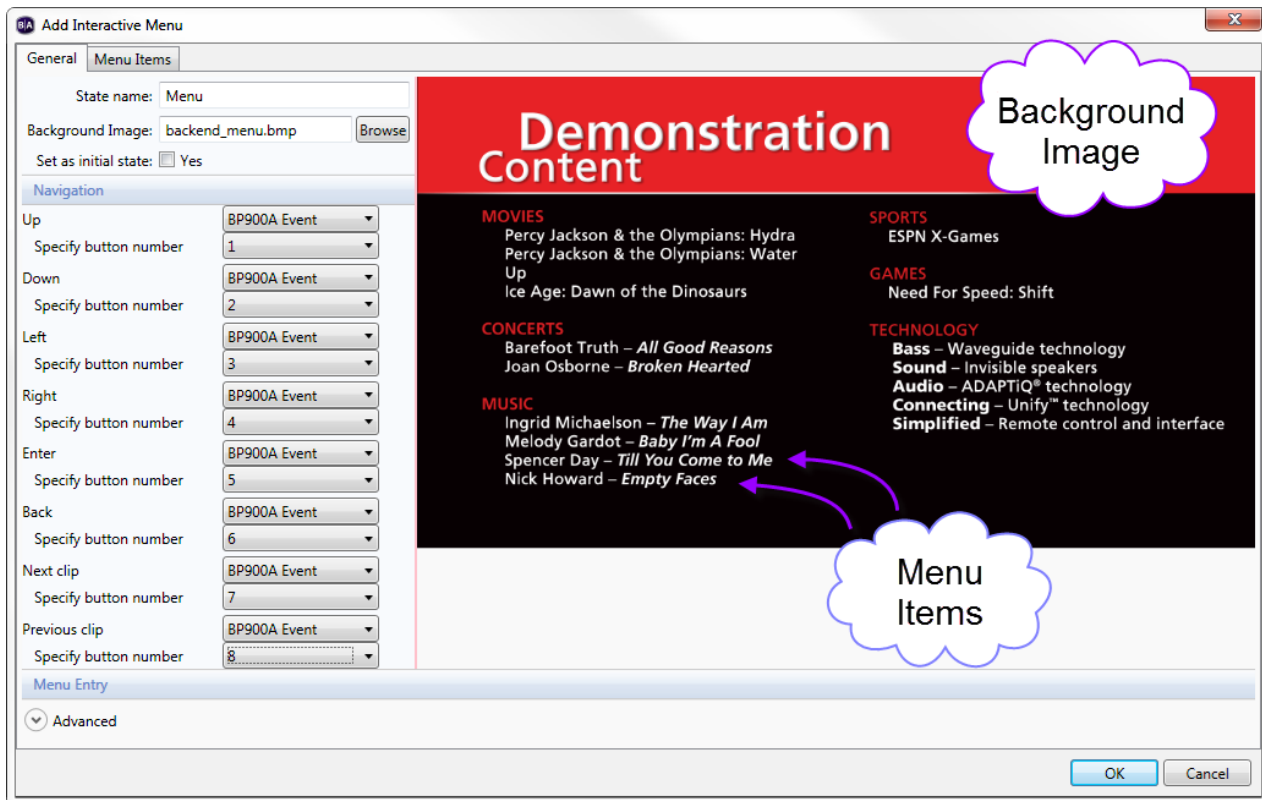 BA Add Interactive Menu
General Menu Items
State name: Menu
Background Image: backend_menu.bmp Browse
Set as initial state: Yes
Navigation
Up BP900A Event
Specify button number 1
Down BP900A Event
Specify button number 2
Left BP900A Event
Specify button number 3
Right BP900A Event
Specify button number 4
Enter BP900A Event
Specify button number 5
Back BP900A Event
Specify button number 6
Next clip BP900A Event
Specify button number 7
Previous clip BP900A Event
Specify button number 8
Menu Entry
Advanced
Demonstration
Content
MOVIES
Percy Jackson & the Olympians: Hydra
Percy Jackson & the Olympians: Water
Up
Ice Age: Dawn of the Dinosaurs
CONCERTS
Barefoot Truth – All Good Reasons
Joan Osborne – Broken Hearted
MUSIC
Ingrid Michaelson – The Way I Am
Melody Gardot – Baby I'm A Fool
Spencer Day – Till You Come to Me
Nick Howard – Empty Faces
SPORTS
ESPN X-Games
GAMES
Need For Speed: Shift
TECHNOLOGY
Bass – Waveguide technology
Sound – Invisible speakers
Audio – ADAPTiQ® technology
Connecting – Unify™ technology
Simplified – Remote control and interface
Background
Image
Menu
Items
OK Cancel